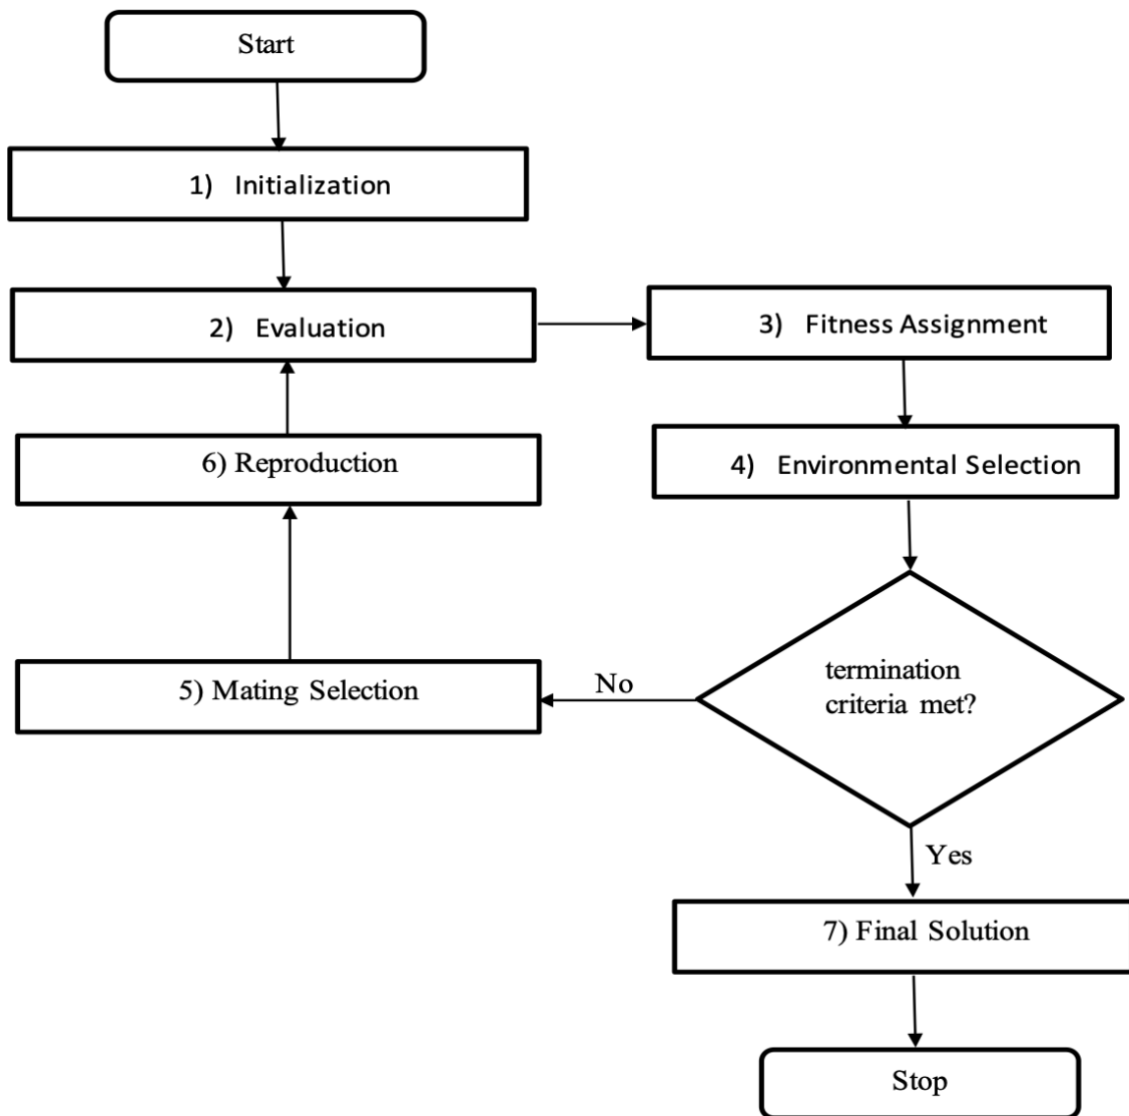 Start
1) Initialization
2) Evaluation
3) Fitness Assignment
6) Reproduction
4) Environmental Selection
termination
criteria met?
No
5) Mating Selection
Yes
7) Final Solution
Stop